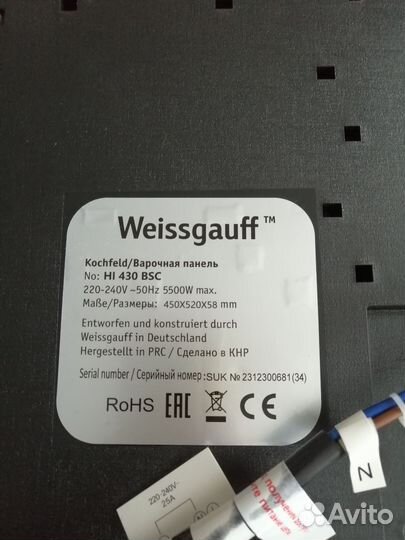 Weissgauff™
Kochfeld/Варочная панель
No: HI 430 BSC
220-240V ~50Hz 5500W max.
Maße/Размеры: 450X520X58 mm
Entworfen und konstruiert durch
Weissgauff in Deutschland
Hergestellt in PRC / Сделано в КНР
Serial number / Серийный номер :SUK № 2312300681(34)
RoHS EAC CE
220-240V~
25A
N
Avito